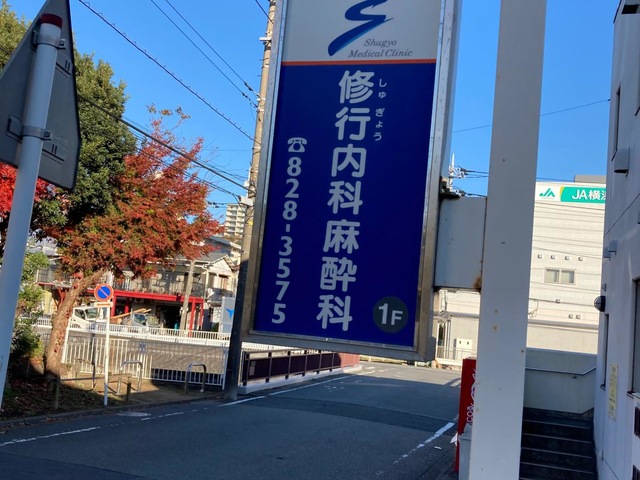 Shugyo
Medical Clinic
しゅぎょう
修行内科麻酔科
☎828-3575
1F
JA横浜